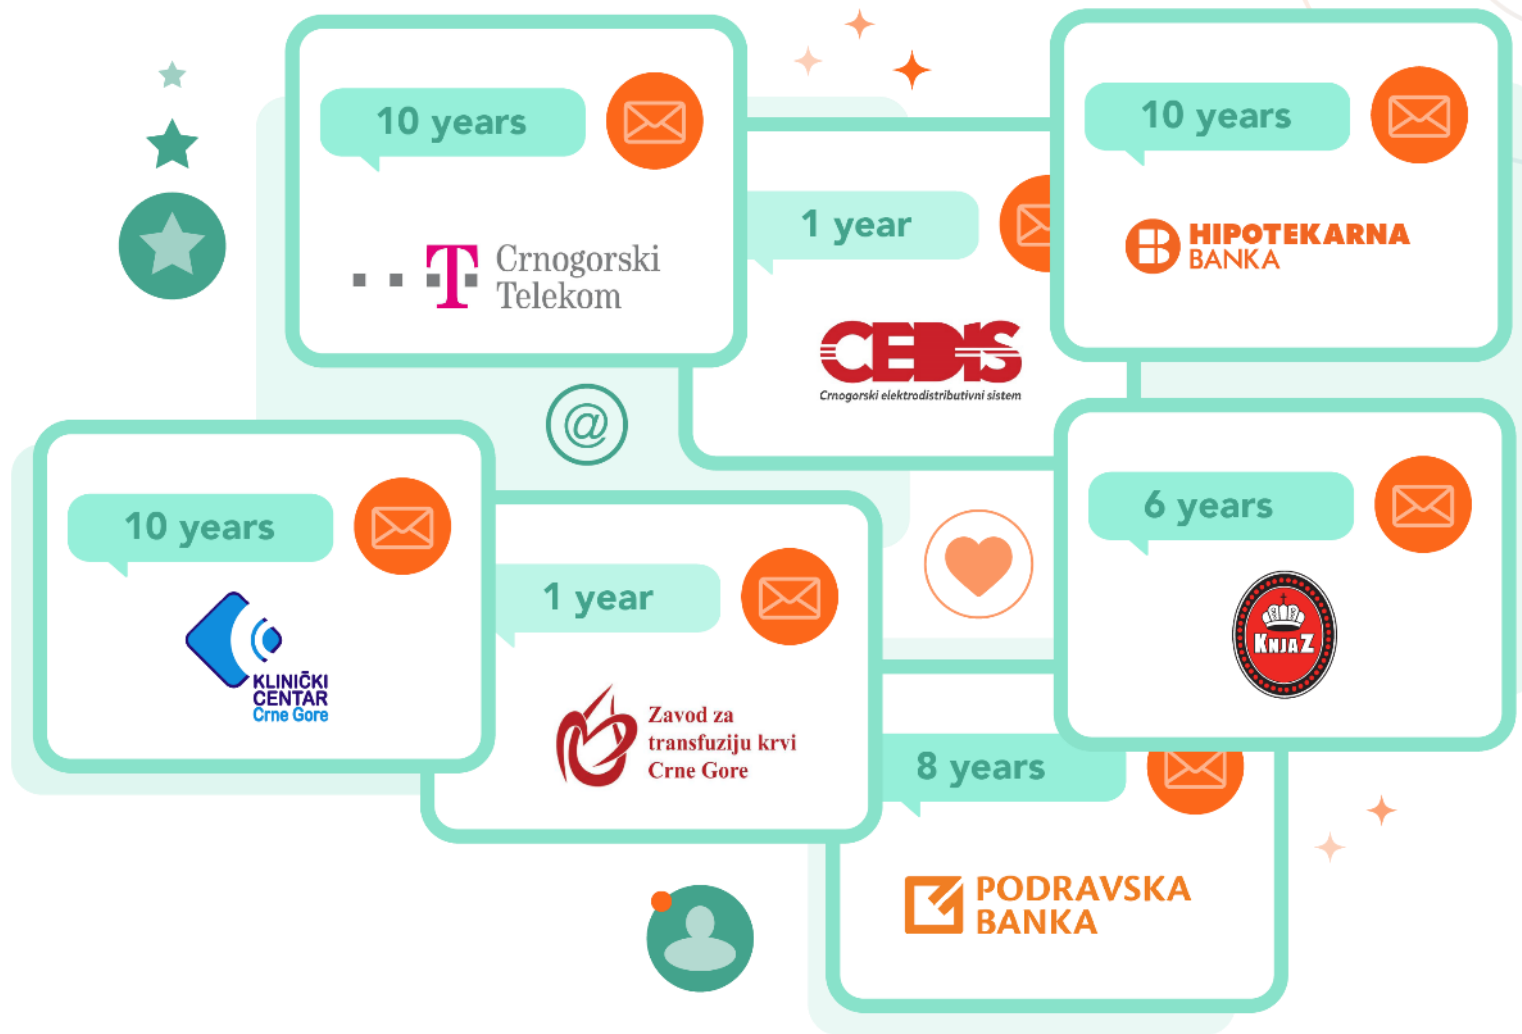 10 years
Crnogorski
Telekom
1 year
CEDIS
Crnogorski elektrodistributivni sistem
10 years
HIPOTEKARNA
BANKA
10 years
KLINIČKI
CENTAR
Crne Gore
@
1 year
Zavod za
transfuziju krvi
Crne Gore
6 years
KNJAZ
8 years
PODRAVSKA
BANKA